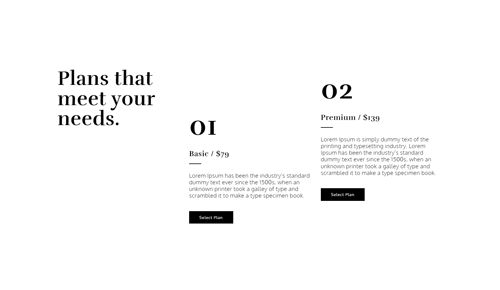 Plans that
meet your
needs.
01
Basic / $79
Lorem Ipsum has been the industry's standard
dummy text ever since the 1500s, when an
unknown printer took a galley of type and
scrambled it to make a type specimen book.
Select Plan
02
Premium / $139
Lorem Ipsum is simply dummy text of the
printing and typesetting industry. Lorem
Ipsum has been the industry's standard
dummy text ever since the 1500s, when an
unknown printer took a galley of type and
scrambled it to make a type specimen book.
Select Plan